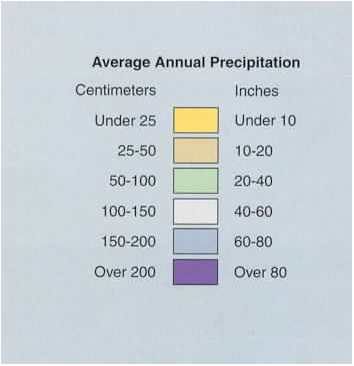 Average Annual Precipitation
Centimeters Inches
Under 25 Under 10
25-50 10-20
50-100 20-40
100-150 40-60
150-200 60-80
Over 200 Over 80